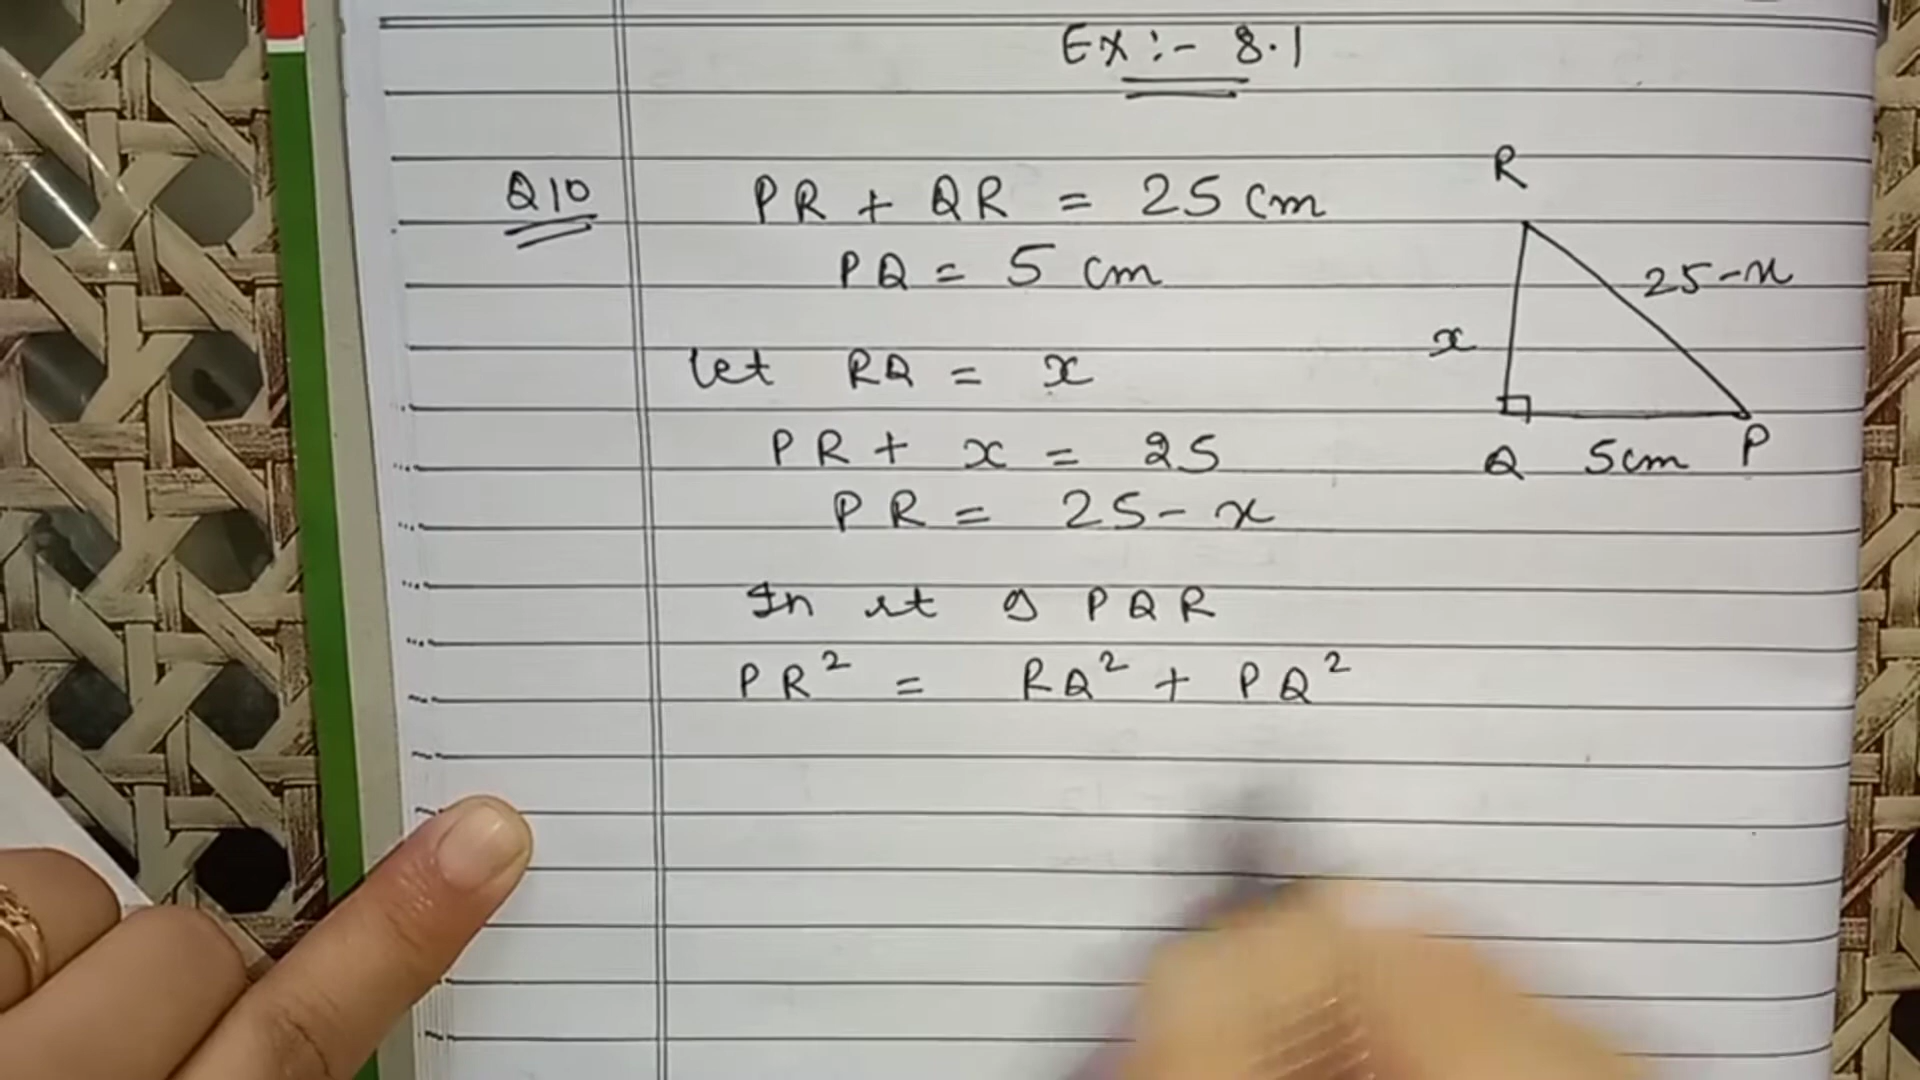 Ex :- 8.1
Q10
PR + QR = 25 cm
PQ = 5 cm
let RQ = x
PR + x = 25
PR = 25 - x
In rt PQR
PR² = RQ² + PQ²
R
25-x
x
Q 5cm P